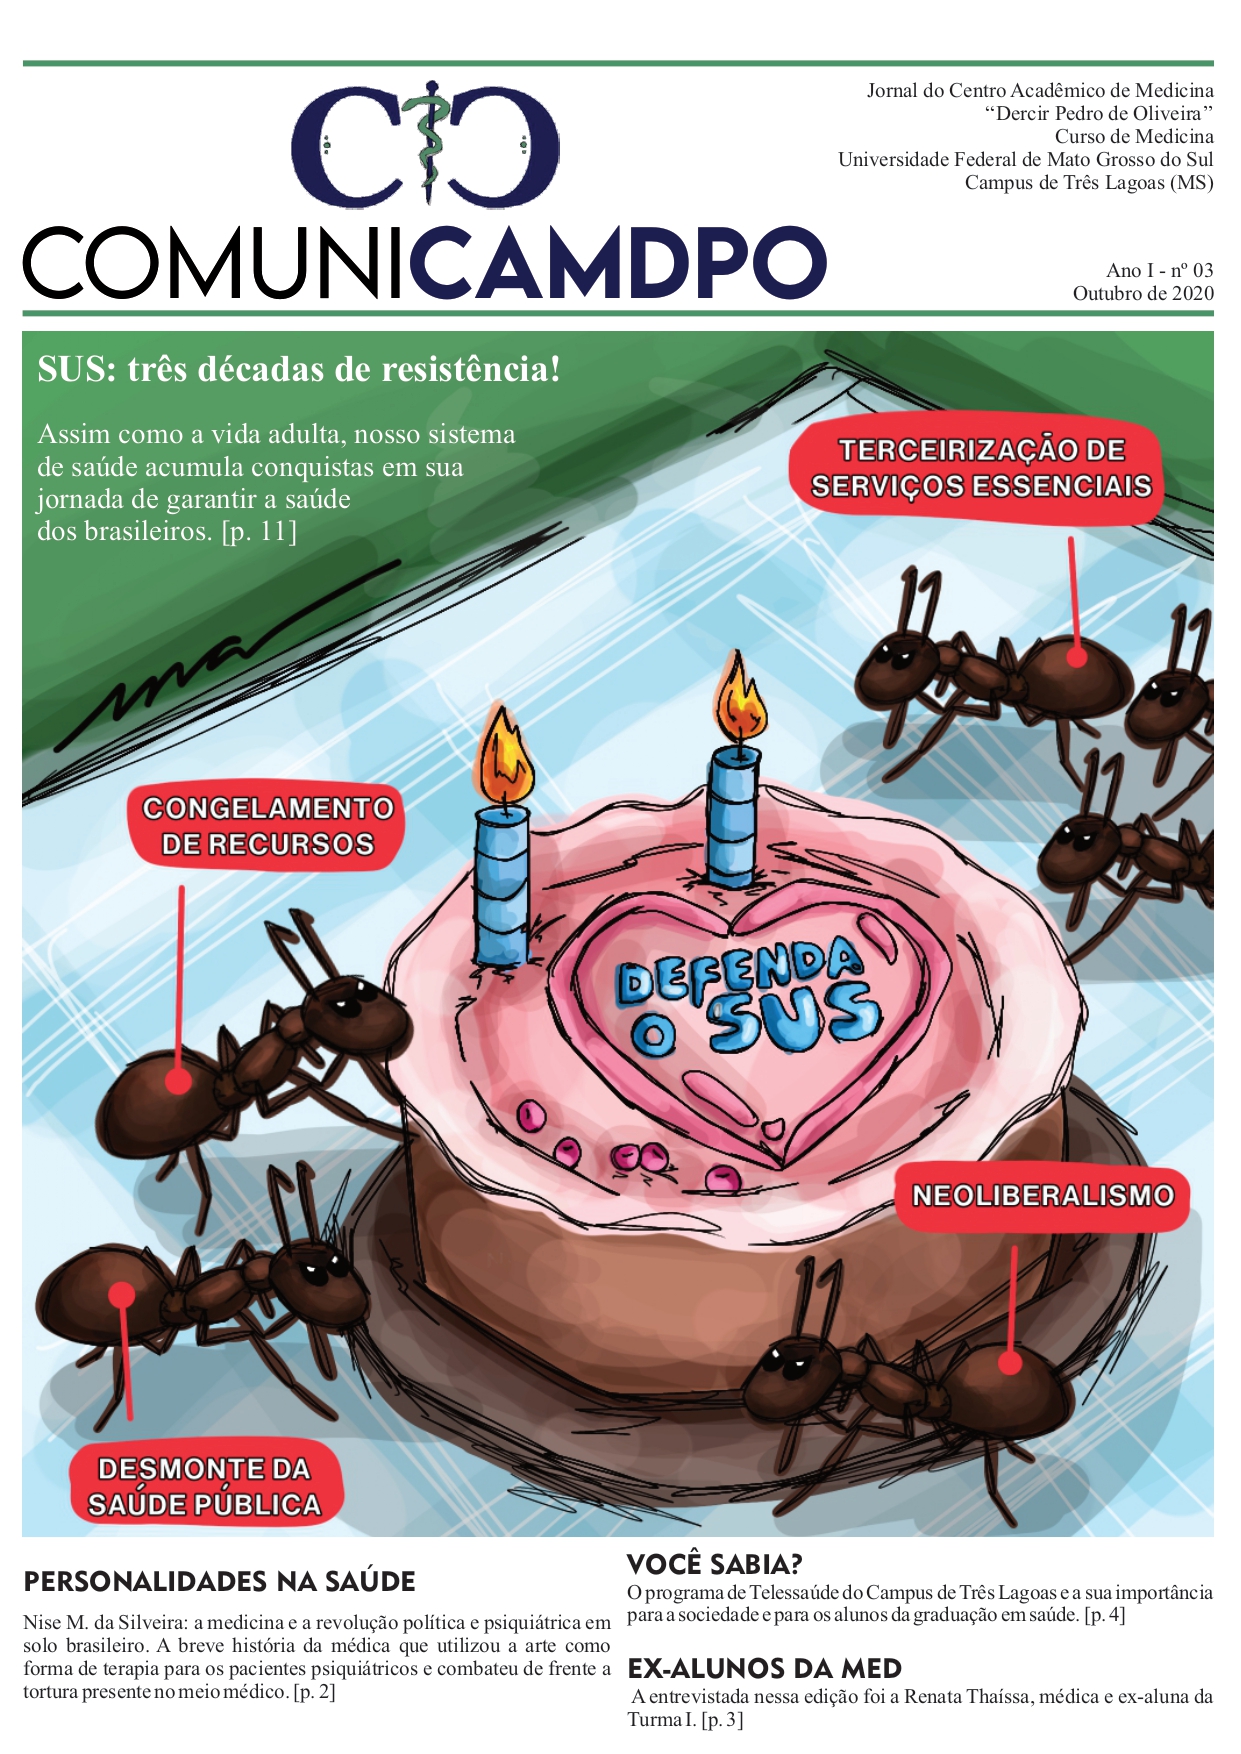 Jornal do Centro Acadêmico de Medicina
“Dercir Pedro de Oliveira”
Curso de Medicina
Universidade Federal de Mato Grosso do Sul
Campus de Três Lagoas (MS)
COMUNICAMDPO
Ano I - nº 03
Outubro de 2020
SUS: três décadas de resistência!
Assim como a vida adulta, nosso sistema
de saúde acumula conquistas em sua
jornada de garantir a saúde
dos brasileiros. [p. 11]
TERCEIRIZAÇÃO DE
SERVIÇOS ESSENCIAIS
CONGELAMENTO
DE RECURSOS
DEFENDA
O SUS
NEOLIBERALISMO
DESMONTE DA
SAÚDE PÚBLICA
PERSONALIDADES NA SAÚDE
Nise M. da Silveira: a medicina e a revolução política e psiquiátrica em
solo brasileiro. A breve história da médica que utilizou a arte como
forma de terapia para os pacientes psiquiátricos e combateu de frente a
tortura presente no meio médico. [p. 2]
VOCÊ SABIA?
O programa de Telessaúde do Campus de Três Lagoas e a sua importância
para a sociedade e para os alunos da graduação em saúde. [p. 4]
EX-ALUNOS DA MED
A entrevistada nessa edição foi a Renata Thaíssa, médica e ex-aluna da
Turma I. [p. 3]